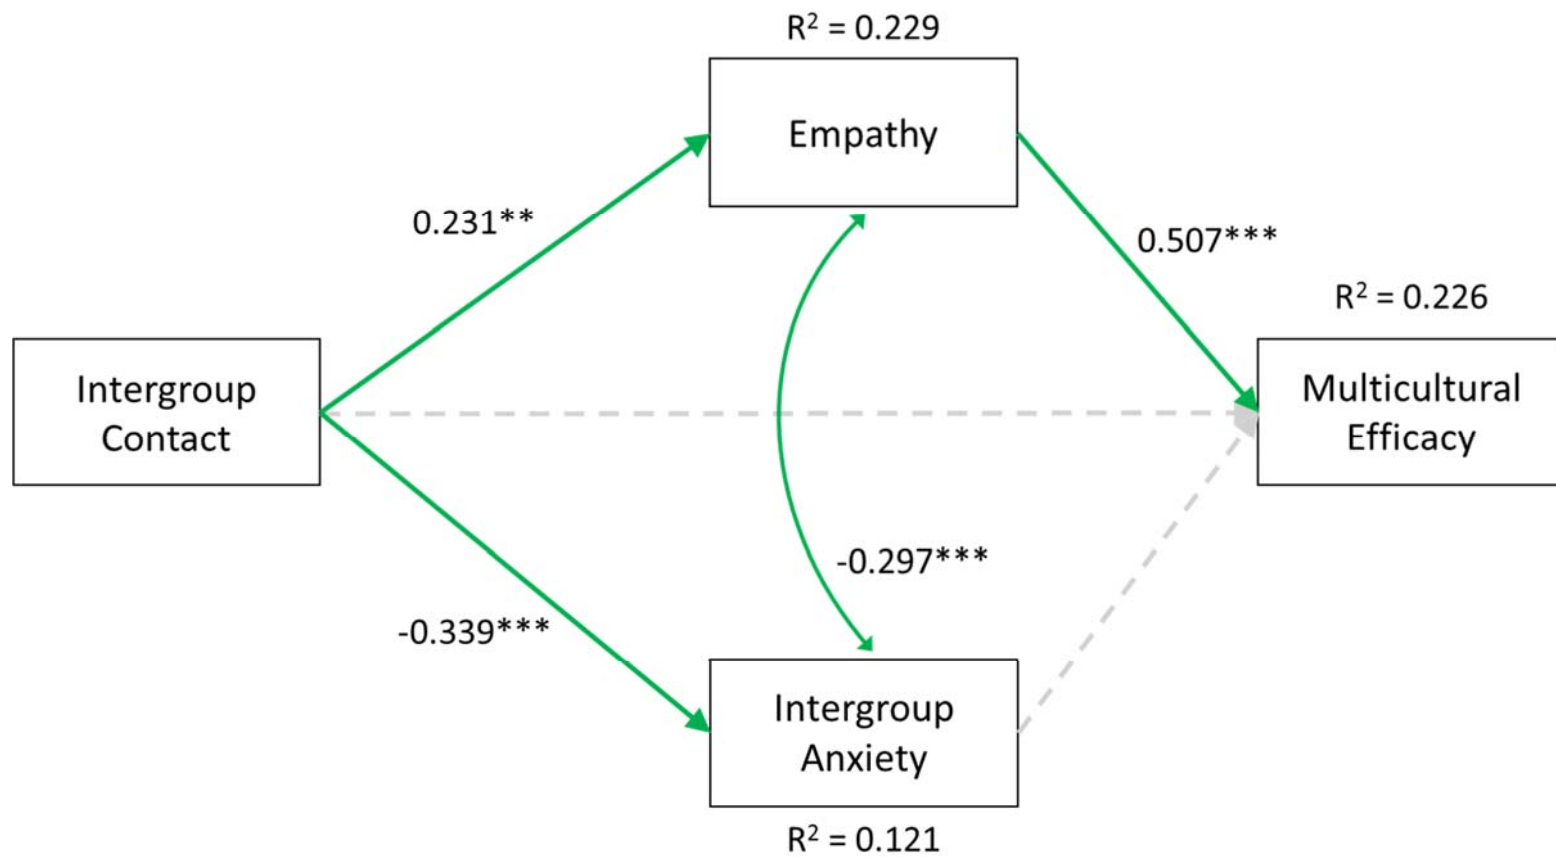 R² = 0.229
Empathy
0.231**
0.507***
R² = 0.226
Intergroup
Contact
Multicultural
Efficacy
-0.297***
-0.339***
Intergroup
Anxiety
R² = 0.121